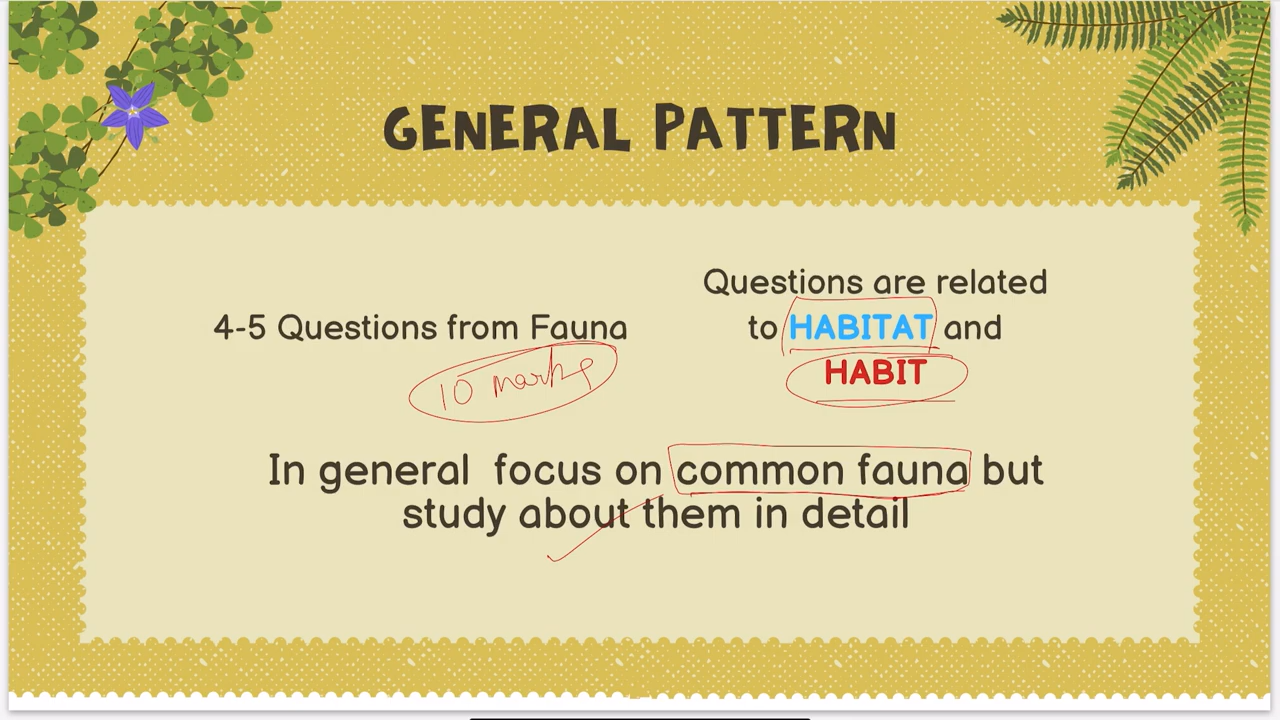 GENERAL PATTERN
4-5 Questions from Fauna
10 marks
Questions are related
to HABITAT and
HABIT
In general focus on common fauna but
study about them in detail